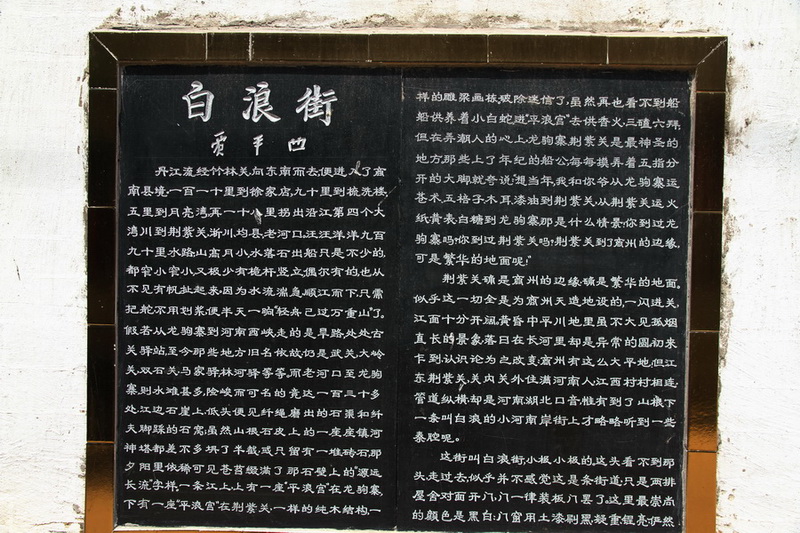 白浪街
贾平凹
丹江流经竹林关,向东南而去,便进入了商
南县境,一百一十里到徐家店,九十里到梳洗楼,
五里到月亮湾,再一十八里拐出沿江第四个大
湾川到荆紫关,淅川,均县,老河口,汪汪洋洋九百
九十里水路,山高月小,水落石出,船只是不少的,
都窄小窄小,又极少有桅杆竖立,偶尔有的,也从
不见有帆扯起来,因为水流湍急,顺江而下,只需
把舵,不用划桨,便半天一晌"轻舟已过万重山"了。
假若从龙驹寨到河南西峡,走的是旱路,处处古
关驿站,至今那些地方旧名依故,仍是武关,大岭
关,双石关,马家驿,林河驿等等,而老河口至龙驹
寨,则水滩甚多,险峻而可名的竟达一百三十多
处,江边石崖上,低头便见纤绳磨出的石渠和纤
夫脚踩的石窝,虽然山根石皮上的一座座镇河
神塔都差不多坍了半截,或只留有一堆砖石,那
夕阳里依稀可见苍苔缀满了那石壁上的"源远
长流"字样,一条江上,上有一座"平浪宫"在龙驹寨,
下有一座"平浪宫"在荆紫关,一样的纯木结构,一
祥的雕梁画栋,破除迷信了,虽然再也看不到船
船供养着小白蛇,进"平浪宫"去供香火,三磕六拜,
但在弄潮人的心上,龙驹寨,荆紫关是最神圣的
地方,那些上了年纪的船公,每每摸弄着五指分
开的大脚,就夸说:"想当年,我和你爷从龙驹寨运
苍术,五格子,木耳,漆油到荆紫关,从荆紫关运火
纸,黄表,白糖到龙驹寨,那是什么情景,你到过龙
驹寨吗,你到过荆紫关吗,荆紫关到了商州的边缘,
可是繁华的地面呢!"
荆紫关确是商州的边缘,确是繁华的地面。
似乎这一切全是为商州天造地设的,一闪进关,
江面十分开阔,黄昏中平川地里虽不大见孤烟
直长的景象,落日在长河里却是异常的圆,初来
乍到,认识论为之改变,商州有这么大平地,但江
东荆紫关,关内关外住满河南人,江西村村相连,
管道纵横,却是河南湖北口音,惟有到了山根下
一条叫白浪的小河南岸街上,才略略听到一些
秦腔呢。
这街叫白浪街,小极小极的,这头看不到那
头,走过去,似乎并不感觉这是条街道,只是两排
屋舍对面开门,门一律装板门罢了,这里最崇尚
的颜色是黑白,门窗用土漆刷黑,凝重锃亮,俨然